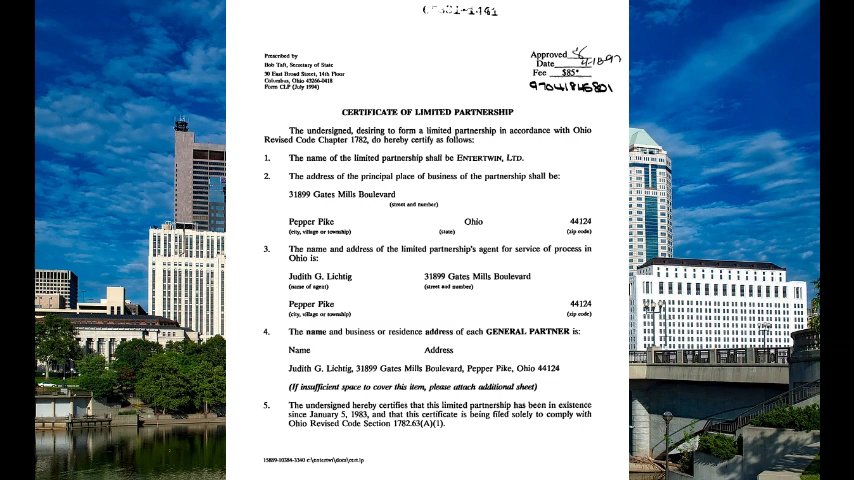 Prescribed by
Bob Taft, Secretary of State
30 East Broad Street, 14th Floor
Columbus, Ohio 43266-0418
Form CLP (July 1994)
Approved
Date 4-18-97
Fee $85*
97041845801
CERTIFICATE OF LIMITED PARTNERSHIP
The undersigned, desiring to form a limited partnership in accordance with Ohio
Revised Code Chapter 1782, do hereby certify as follows:
1. The name of the limited partnership shall be ENTERTWIN, LTD.
2. The address of the principal place of business of the partnership shall be:
31899 Gates Mills Boulevard
(street and number)
Pepper Pike Ohio 44124
(city, village or township) (state) (zip code)
3. The name and address of the limited partnership's agent for service of process in
Ohio is:
Judith G. Lichtig 31899 Gates Mills Boulevard
(name of agent) (street and number)
Pepper Pike 44124
(city, village or township) (zip code)
4. The name and business or residence address of each GENERAL PARTNER is:
Name Address
Judith G. Lichtig, 31899 Gates Mills Boulevard, Pepper Pike, Ohio 44124
(If insufficient space to cover this item, please attach additional sheet)
5. The undersigned hereby certifies that this limited partnership has been in existence
since January 5, 1983, and that this certificate is being filed solely to comply with
Ohio Revised Code Section 1782.63(A)(1).